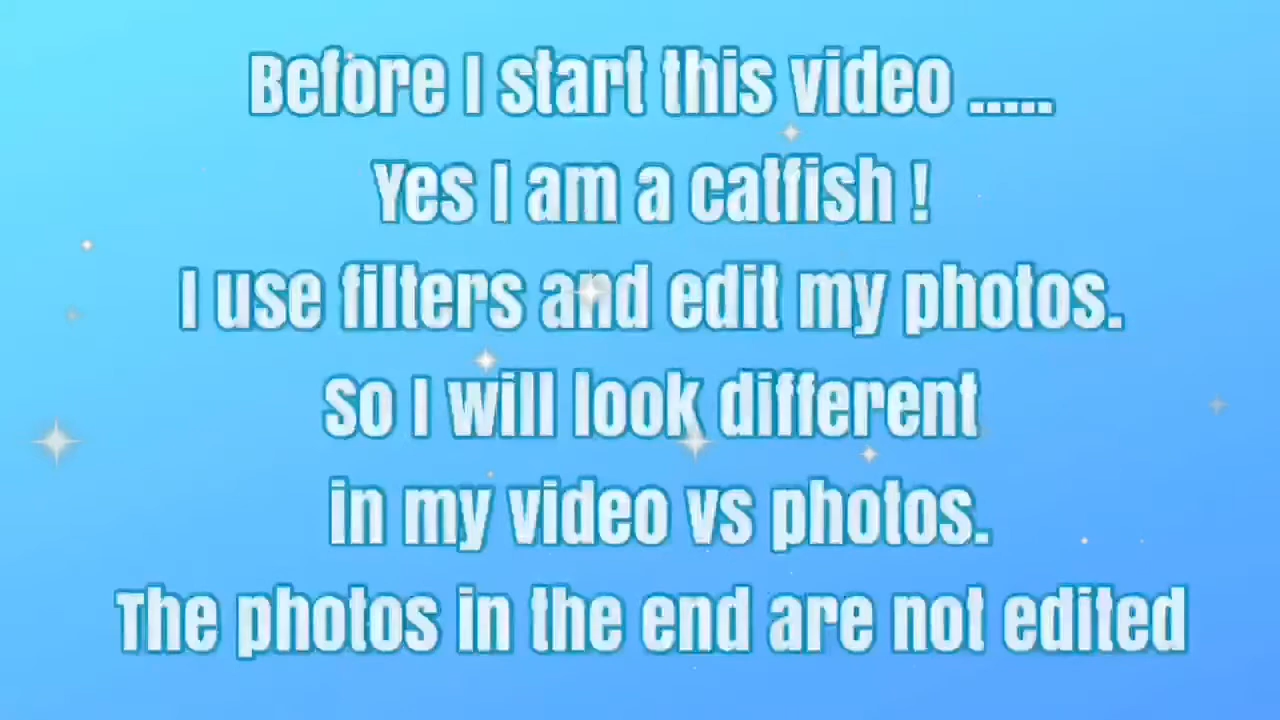 Before I start this video .....
Yes I am a catfish !
I use filters and edit my photos.
So I will look different
in my video vs photos.
The photos in the end are not edited